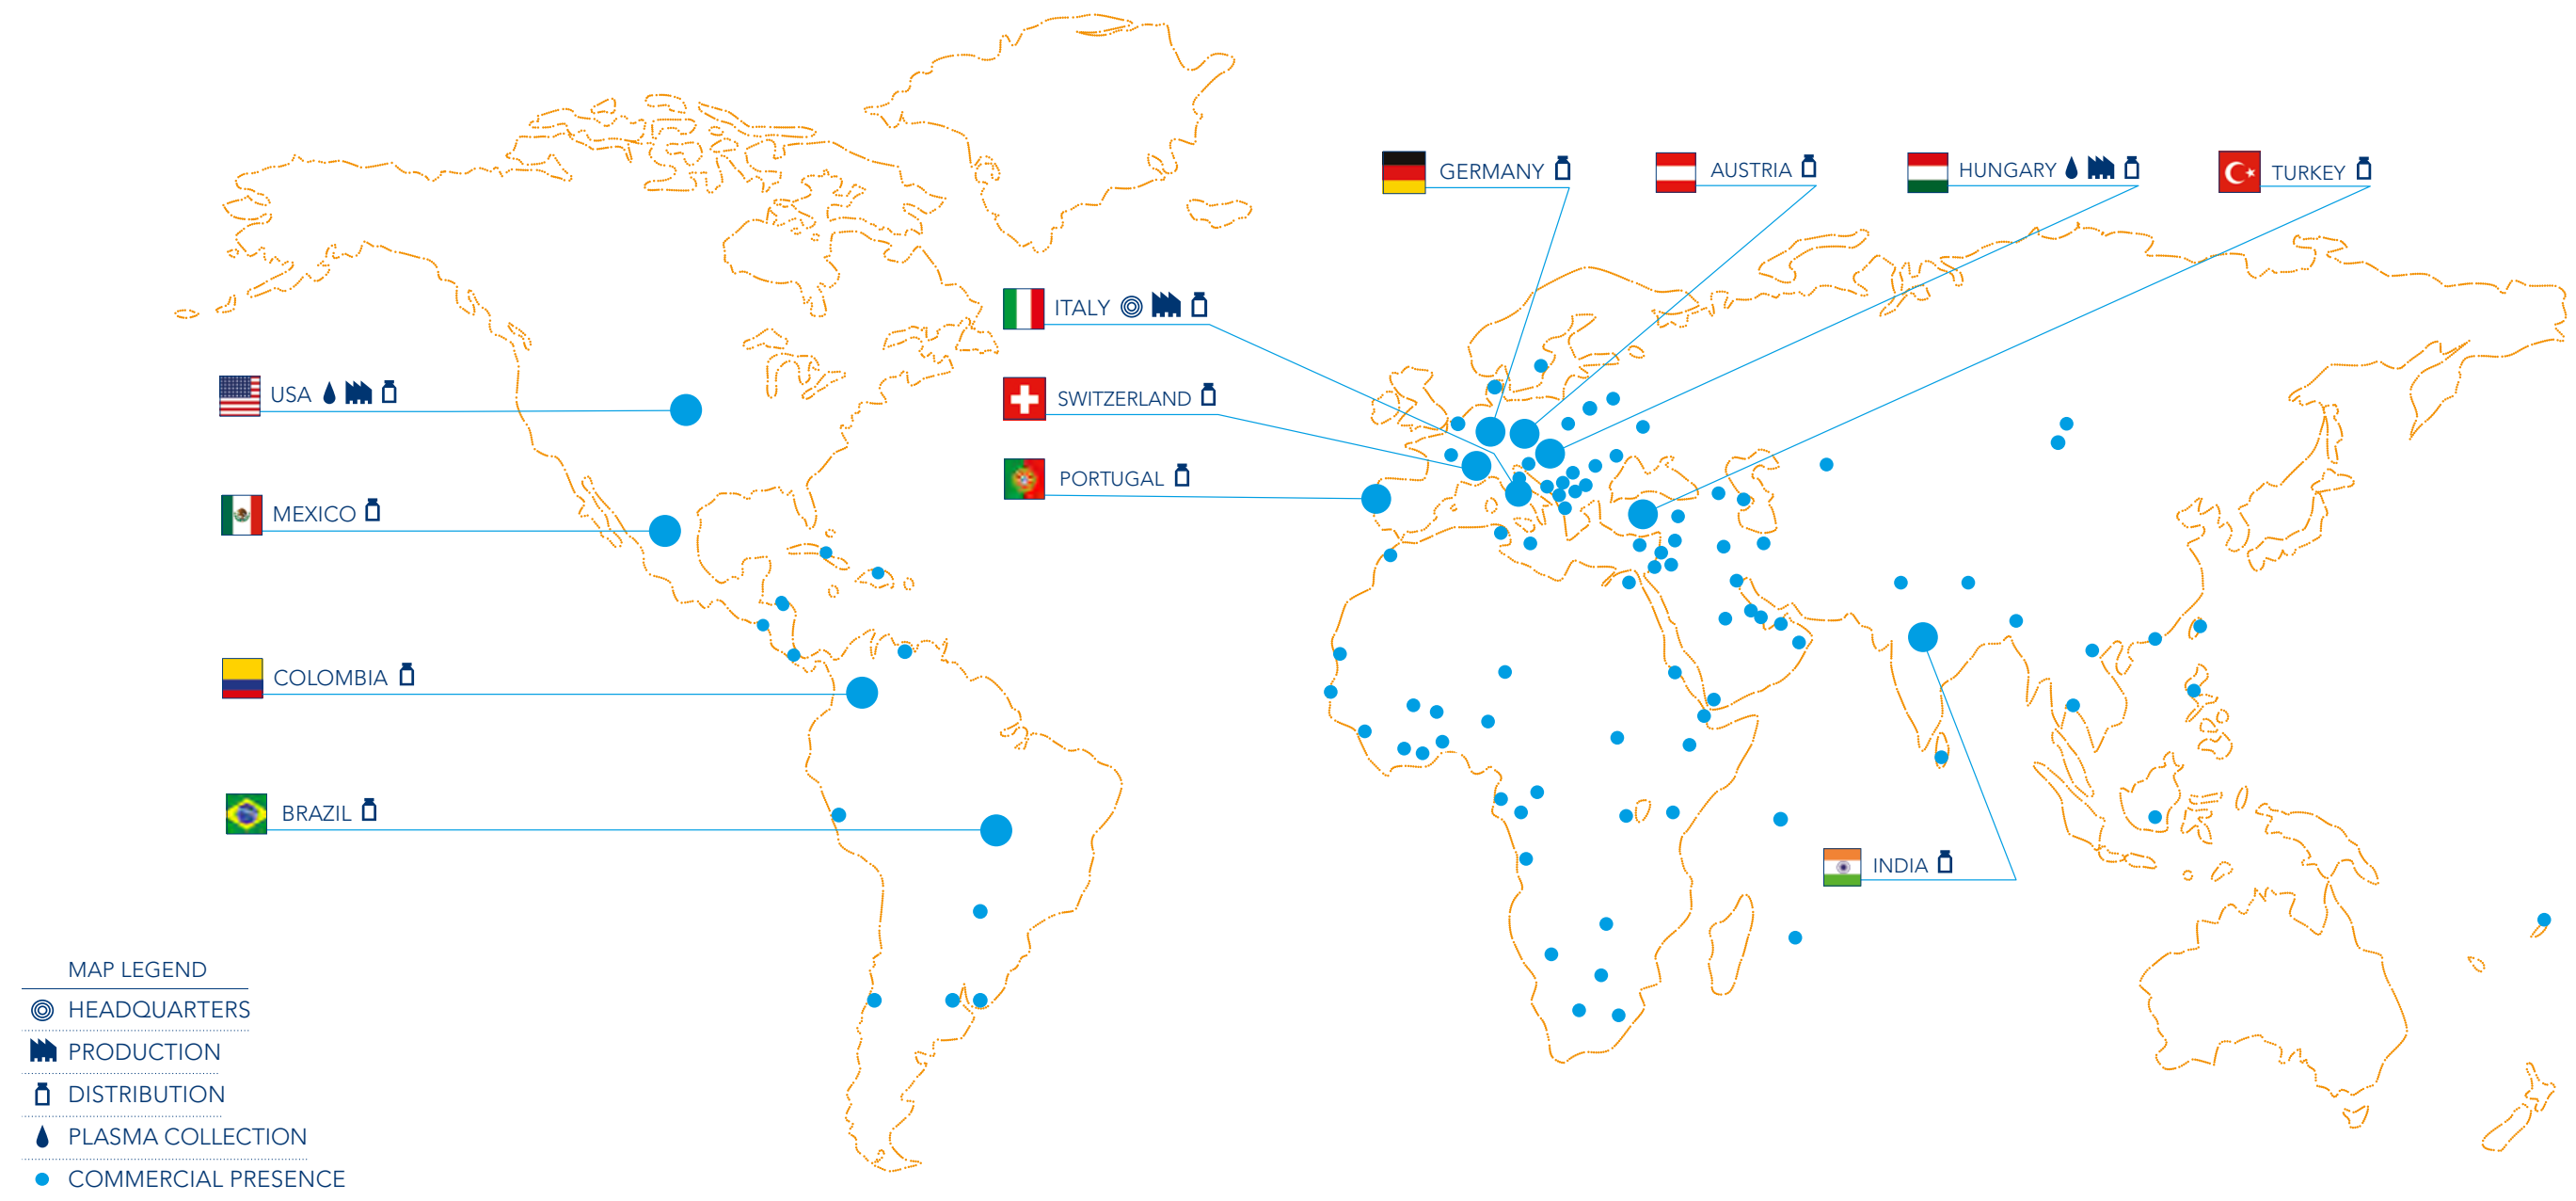 GERMANY
AUSTRIA
HUNGARY
TURKEY
ITALY
USA
SWITZERLAND
PORTUGAL
MEXICO
COLOMBIA
BRAZIL
INDIA
MAP LEGEND
HEADQUARTERS
PRODUCTION
DISTRIBUTION
PLASMA COLLECTION
COMMERCIAL PRESENCE